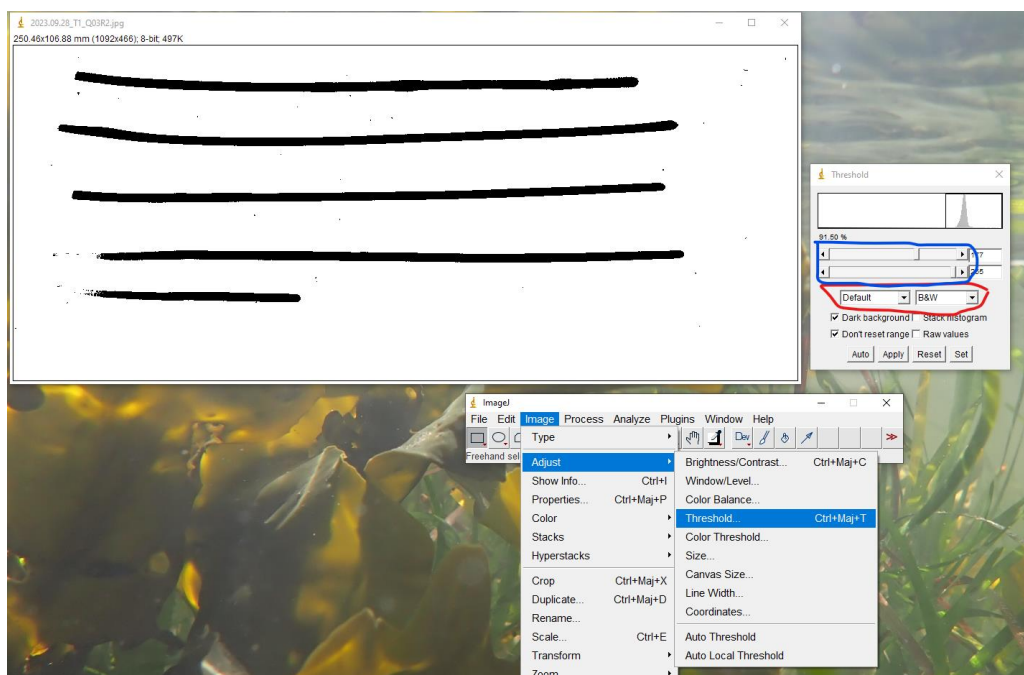 2023.09.28_T1_Q03R2.jpg
250.46x106.88 mm (1092x466); 8-bit; 497K
Threshold
91.50 %
Default B&W
Dark background Stack histogram
Don't reset range Raw values
Auto Apply Reset Set
ImageJ
File Edit Image Process Analyze Plugins Window Help
Dev
Freehand sel
Type
Adjust
Show Info... Ctrl+I
Properties... Ctrl+Maj+P
Color
Stacks
Hyperstacks
Crop Ctrl+Maj+X
Duplicate... Ctrl+Maj+D
Rename...
Scale... Ctrl+E
Transform
Zoom
Brightness/Contrast... Ctrl+Maj+C
Window/Level...
Color Balance...
Threshold... Ctrl+Maj+T
Color Threshold...
Size...
Canvas Size...
Line Width...
Coordinates...
Auto Threshold
Auto Local Threshold